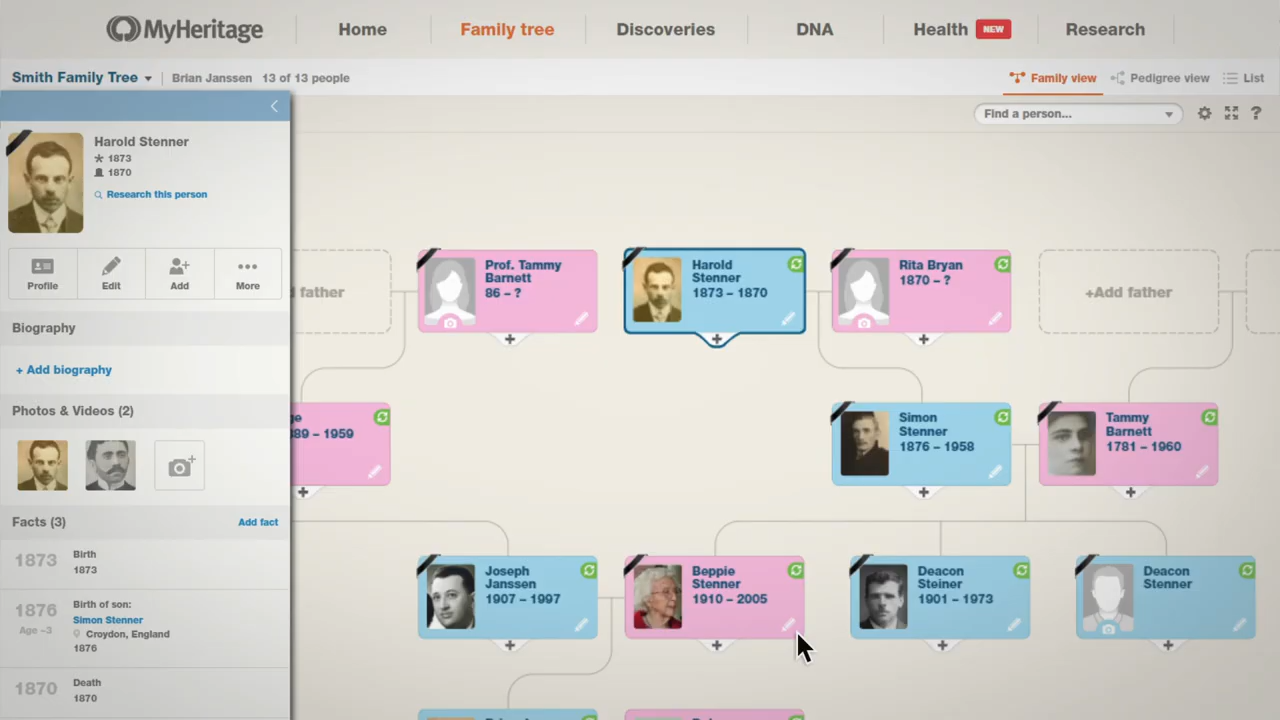 MyHeritage
Home
Family tree
Discoveries
DNA
Health NEW
Research
Smith Family Tree
Brian Janssen 13 of 13 people
Family view
Pedigree view
List
Find a person...
?
Harold Stenner
1873
1870
Research this person
Profile
Edit
Add
More
Biography
+ Add biography
Photos & Videos (2)
Facts (3)
Add fact
1873
Birth
1873
1876
Age ~3
Birth of son:
Simon Stenner
Croydon, England
1876
1870
Death
1870
father
Prof. Tammy
Barnett
86 – ?
Harold
Stenner
1873 – 1870
Rita Bryan
1870 – ?
+Add father
89 – 1959
Simon
Stenner
1876 – 1958
Tammy
Barnett
1781 – 1960
Joseph
Janssen
1907 – 1997
Beppie
Stenner
1910 – 2005
Deacon
Steiner
1901 – 1973
Deacon
Stenner